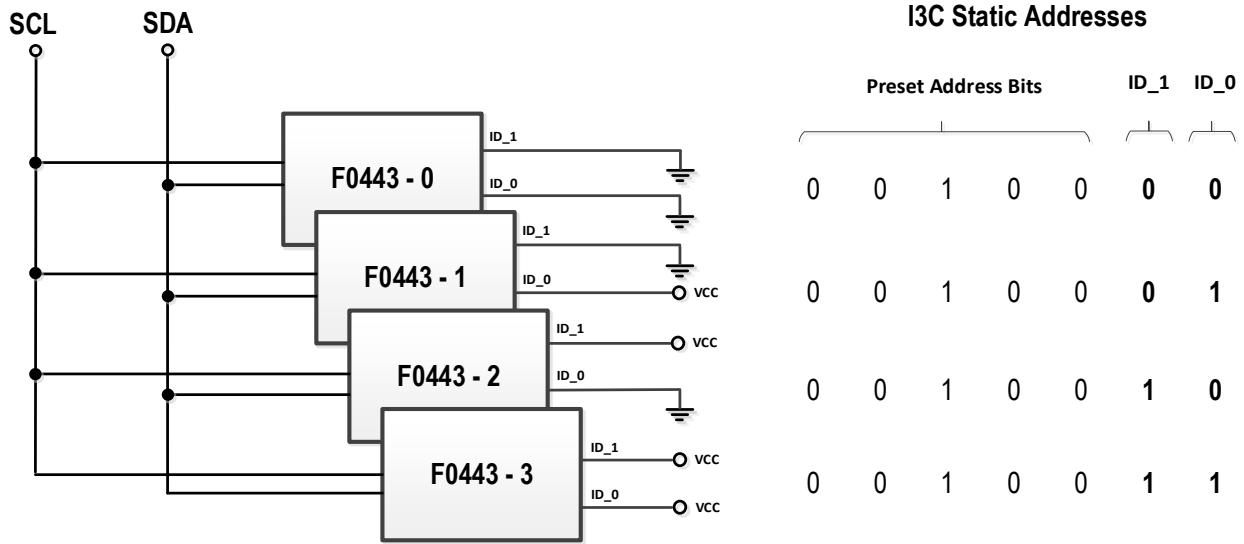 I3C Static Addresses
SCL SDA
Preset Address Bits ID_1 ID_0
F0443 - 0 ID_1
ID_0
0 0 1 0 0 0 0
F0443 - 1 ID_1
ID_0 VCC
0 0 1 0 0 0 1
F0443 - 2 ID_1 VCC
ID_0
0 0 1 0 0 1 0
F0443 - 3 ID_1 VCC
ID_0 VCC
0 0 1 0 0 1 1